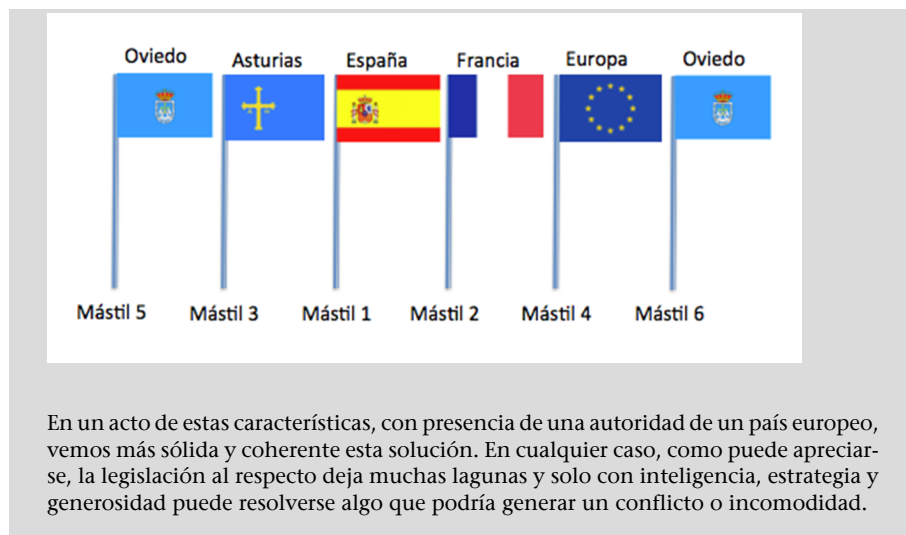 Oviedo Asturias España Francia Europa Oviedo
Mástil 5 Mástil 3 Mástil 1 Mástil 2 Mástil 4 Mástil 6
En un acto de estas características, con presencia de una autoridad de un país europeo,
vemos más sólida y coherente esta solución. En cualquier caso, como puede apreciar-
se, la legislación al respecto deja muchas lagunas y solo con inteligencia, estrategia y
generosidad puede resolverse algo que podría generar un conflicto o incomodidad.